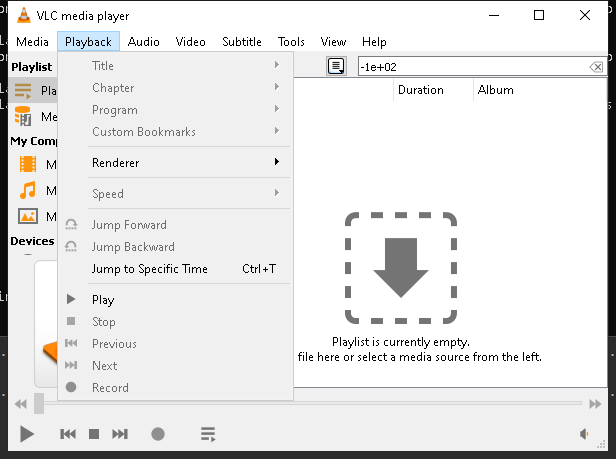 VLC media player
Media Playback Audio Video Subtitle Tools View Help
Playlist
-1e+02
Duration Album
Title
Chapter
Program
Custom Bookmarks
Renderer
Speed
Jump Forward
Jump Backward
Jump to Specific Time Ctrl+T
Play
Stop
Previous
Next
Record
Pla
Me
My Comp
M
M
M
Devices
Playlist is currently empty.
file here or select a media source from the left.